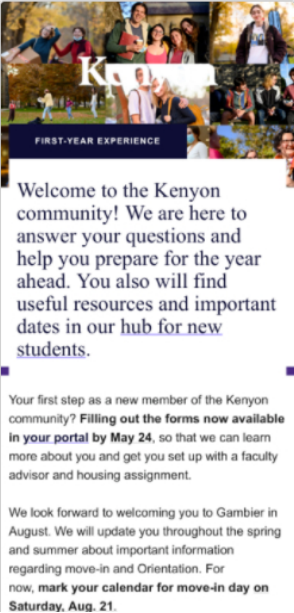 Kenyon
FIRST-YEAR EXPERIENCE
Welcome to the Kenyon
community! We are here to
answer your questions and
help you prepare for the year
ahead. You also will find
useful resources and important
dates in our hub for new
students.
Your first step as a new member of the Kenyon
community? Filling out the forms now available
in your portal by May 24, so that we can learn
more about you and get you set up with a faculty
advisor and housing assignment.
We look forward to welcoming you to Gambier in
August. We will update you throughout the spring
and summer about important information
regarding move-in and Orientation. For
now, mark your calendar for move-in day on
Saturday, Aug. 21.